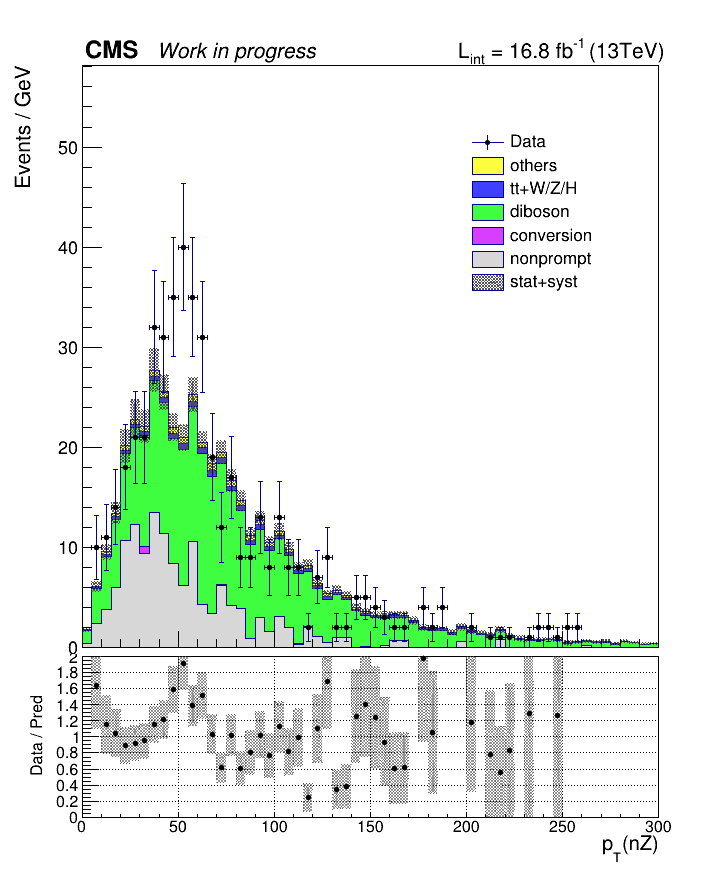 CMS Work in progress L_int = 16.8 fb^-1 (13TeV)
Events / GeV
50
40
30
20
10
0
Data
others
tt+W/Z/H
diboson
conversion
nonprompt
stat+syst
Data / Pred
2
1.8
1.6
1.4
1.2
1
0.8
0.6
0.4
0.2
0
0 50 100 150 200 250 300
p_T(nZ)